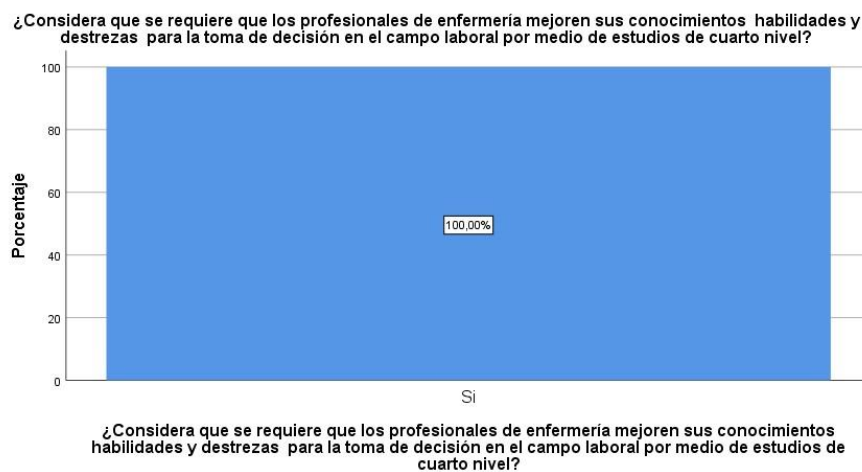 ¿Considera que se requiere que los profesionales de enfermería mejoren sus conocimientos  habilidades y
destrezas  para la toma de decisión en el campo laboral por medio de estudios de cuarto nivel?
100
80
60
40
20
0
Porcentaje
100,00%
Si
¿Considera que se requiere que los profesionales de enfermería mejoren sus conocimientos
habilidades y destrezas  para la toma de decisión en el campo laboral por medio de estudios de
cuarto nivel?